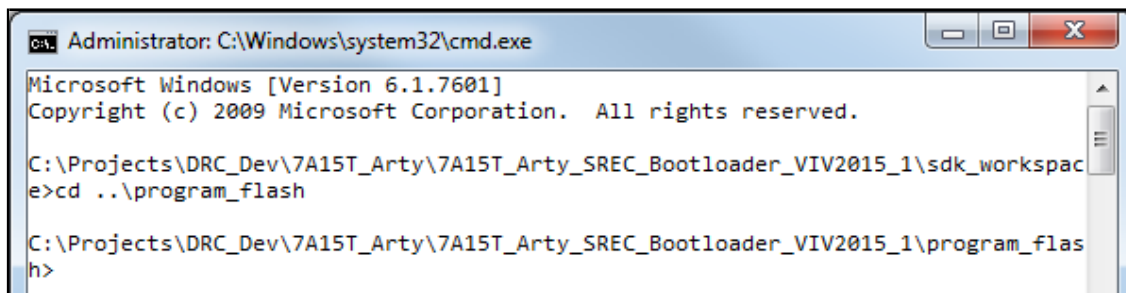 Administrator: C:\Windows\system32\cmd.exe
Microsoft Windows [Version 6.1.7601]
Copyright (c) 2009 Microsoft Corporation.  All rights reserved.
C:\Projects\DRC_Dev\7A15T_Arty\7A15T_Arty_SREC_Bootloader_VIV2015_1\sdk_workspac
e>cd ..\program_flash
C:\Projects\DRC_Dev\7A15T_Arty\7A15T_Arty_SREC_Bootloader_VIV2015_1\program_flas
h>